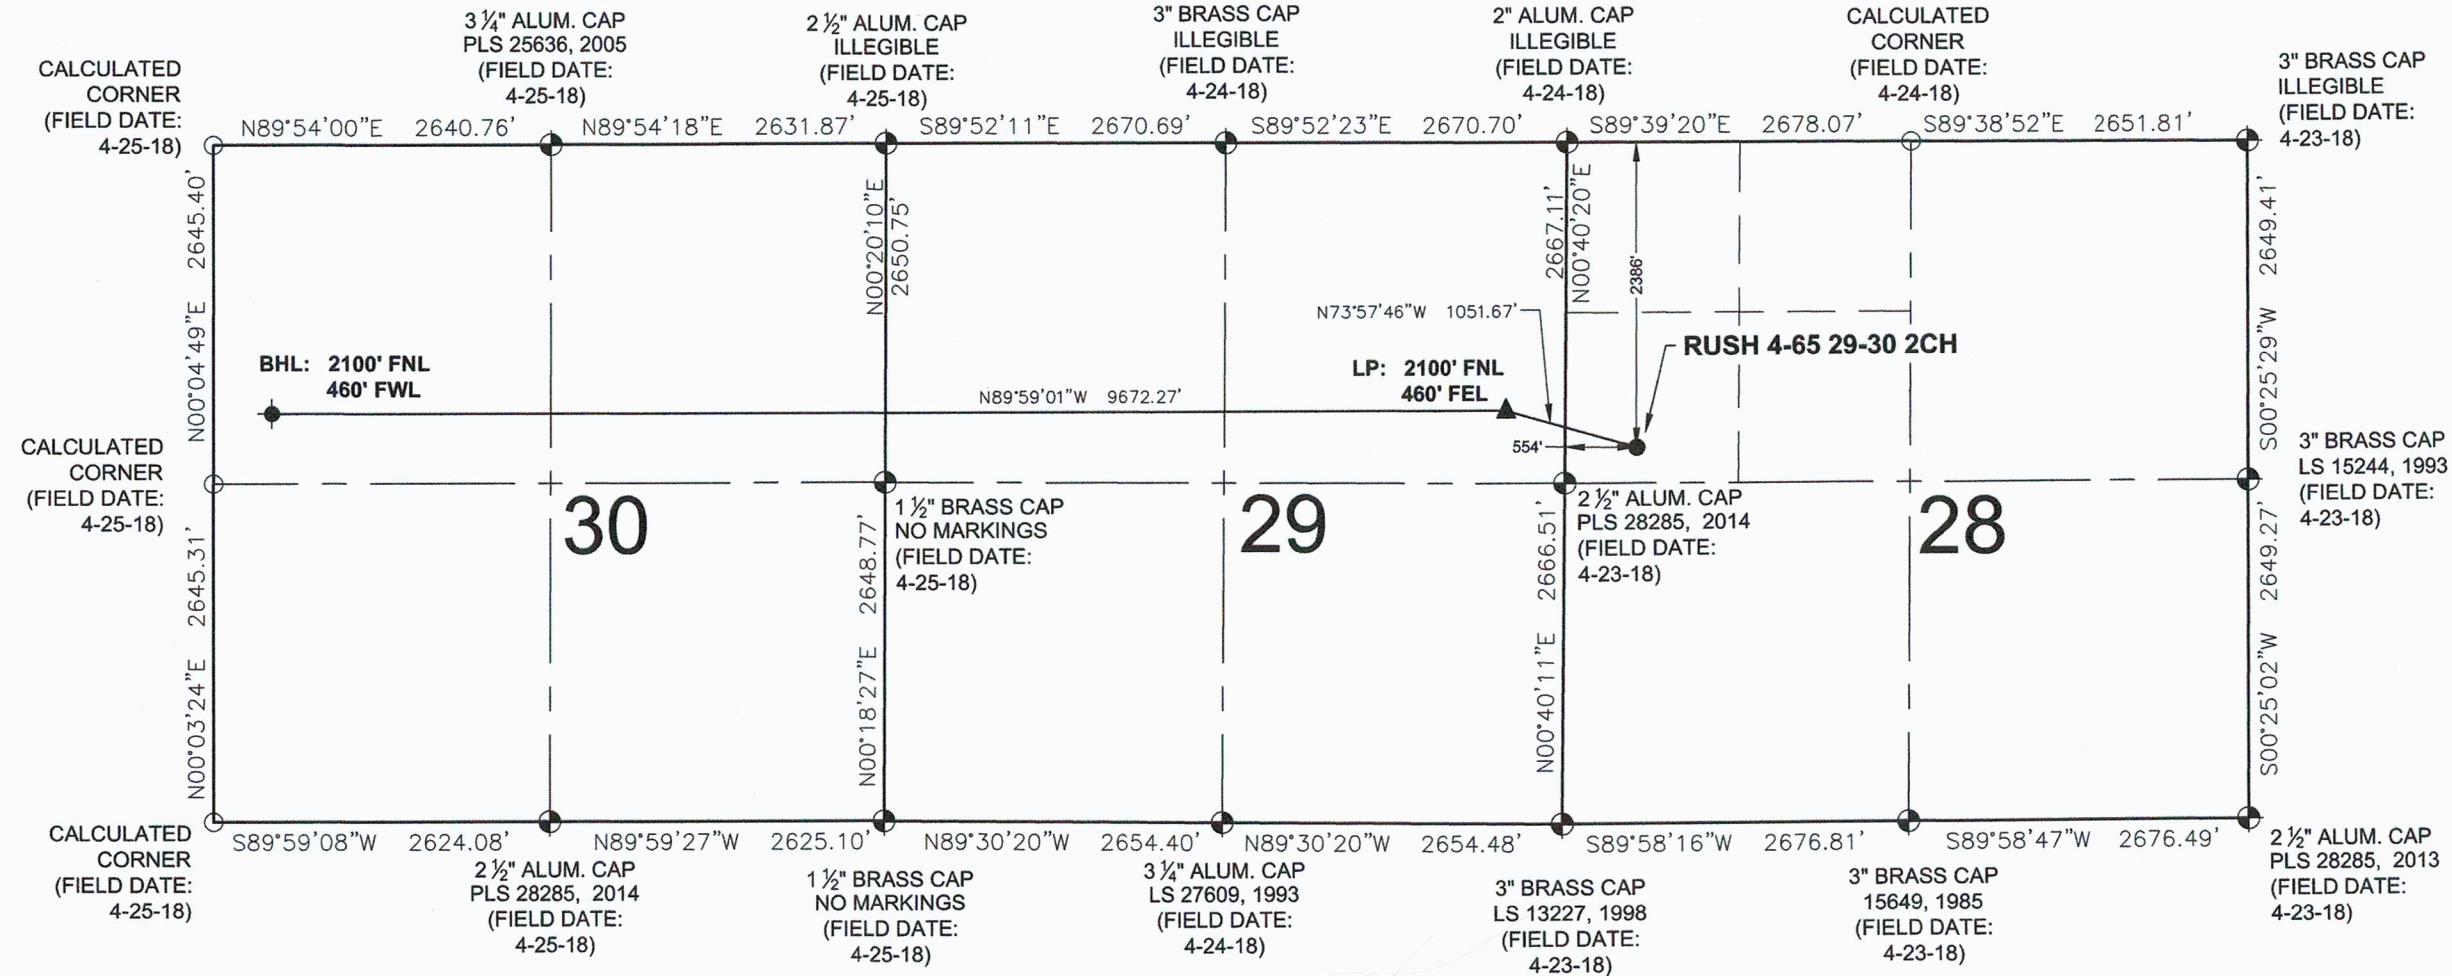 CALCULATED
CORNER
(FIELD DATE:
4-25-18)
3 ¼" ALUM. CAP
PLS 25636, 2005
(FIELD DATE:
4-25-18)
2 ½" ALUM. CAP
ILLEGIBLE
(FIELD DATE:
4-25-18)
3" BRASS CAP
ILLEGIBLE
(FIELD DATE:
4-24-18)
2" ALUM. CAP
ILLEGIBLE
(FIELD DATE:
4-24-18)
CALCULATED
CORNER
(FIELD DATE:
4-24-18)
3" BRASS CAP
ILLEGIBLE
(FIELD DATE:
4-23-18)
N89°54'00"E 2640.76'
N89°54'18"E 2631.87'
S89°52'11"E 2670.69'
S89°52'23"E 2670.70'
S89°39'20"E 2678.07'
S89°38'52"E 2651.81'
N00°04'49"E 2645.40'
N00°20'10"E
2650.75'
2667.11'
N00°40'20"E
2386'
S00°25'29"W 2649.41'
N73°57'46"W 1051.67'
RUSH 4-65 29-30 2CH
BHL: 2100' FNL
460' FWL
LP: 2100' FNL
460' FEL
N89°59'01"W 9672.27'
554'
CALCULATED
CORNER
(FIELD DATE:
4-25-18)
30
1 ½" BRASS CAP
NO MARKINGS
(FIELD DATE:
4-25-18)
29
2 ½" ALUM. CAP
PLS 28285, 2014
(FIELD DATE:
4-23-18)
28
3" BRASS CAP
LS 15244, 1993
(FIELD DATE:
4-23-18)
N00°03'24"E 2645.31'
N00°18'27"E 2648.77'
N00°40'11"E 2666.51'
S00°25'02"W 2649.27'
S89°59'08"W 2624.08'
N89°59'27"W 2625.10'
N89°30'20"W 2654.40'
N89°30'20"W 2654.48'
S89°58'16"W 2676.81'
S89°58'47"W 2676.49'
CALCULATED
CORNER
(FIELD DATE:
4-25-18)
2 ½" ALUM. CAP
PLS 28285, 2014
(FIELD DATE:
4-25-18)
1 ½" BRASS CAP
NO MARKINGS
(FIELD DATE:
4-25-18)
3 ¼" ALUM. CAP
LS 27609, 1993
(FIELD DATE:
4-24-18)
3" BRASS CAP
LS 13227, 1998
(FIELD DATE:
4-23-18)
3" BRASS CAP
15649, 1985
(FIELD DATE:
4-23-18)
2 ½" ALUM. CAP
PLS 28285, 2013
(FIELD DATE:
4-23-18)